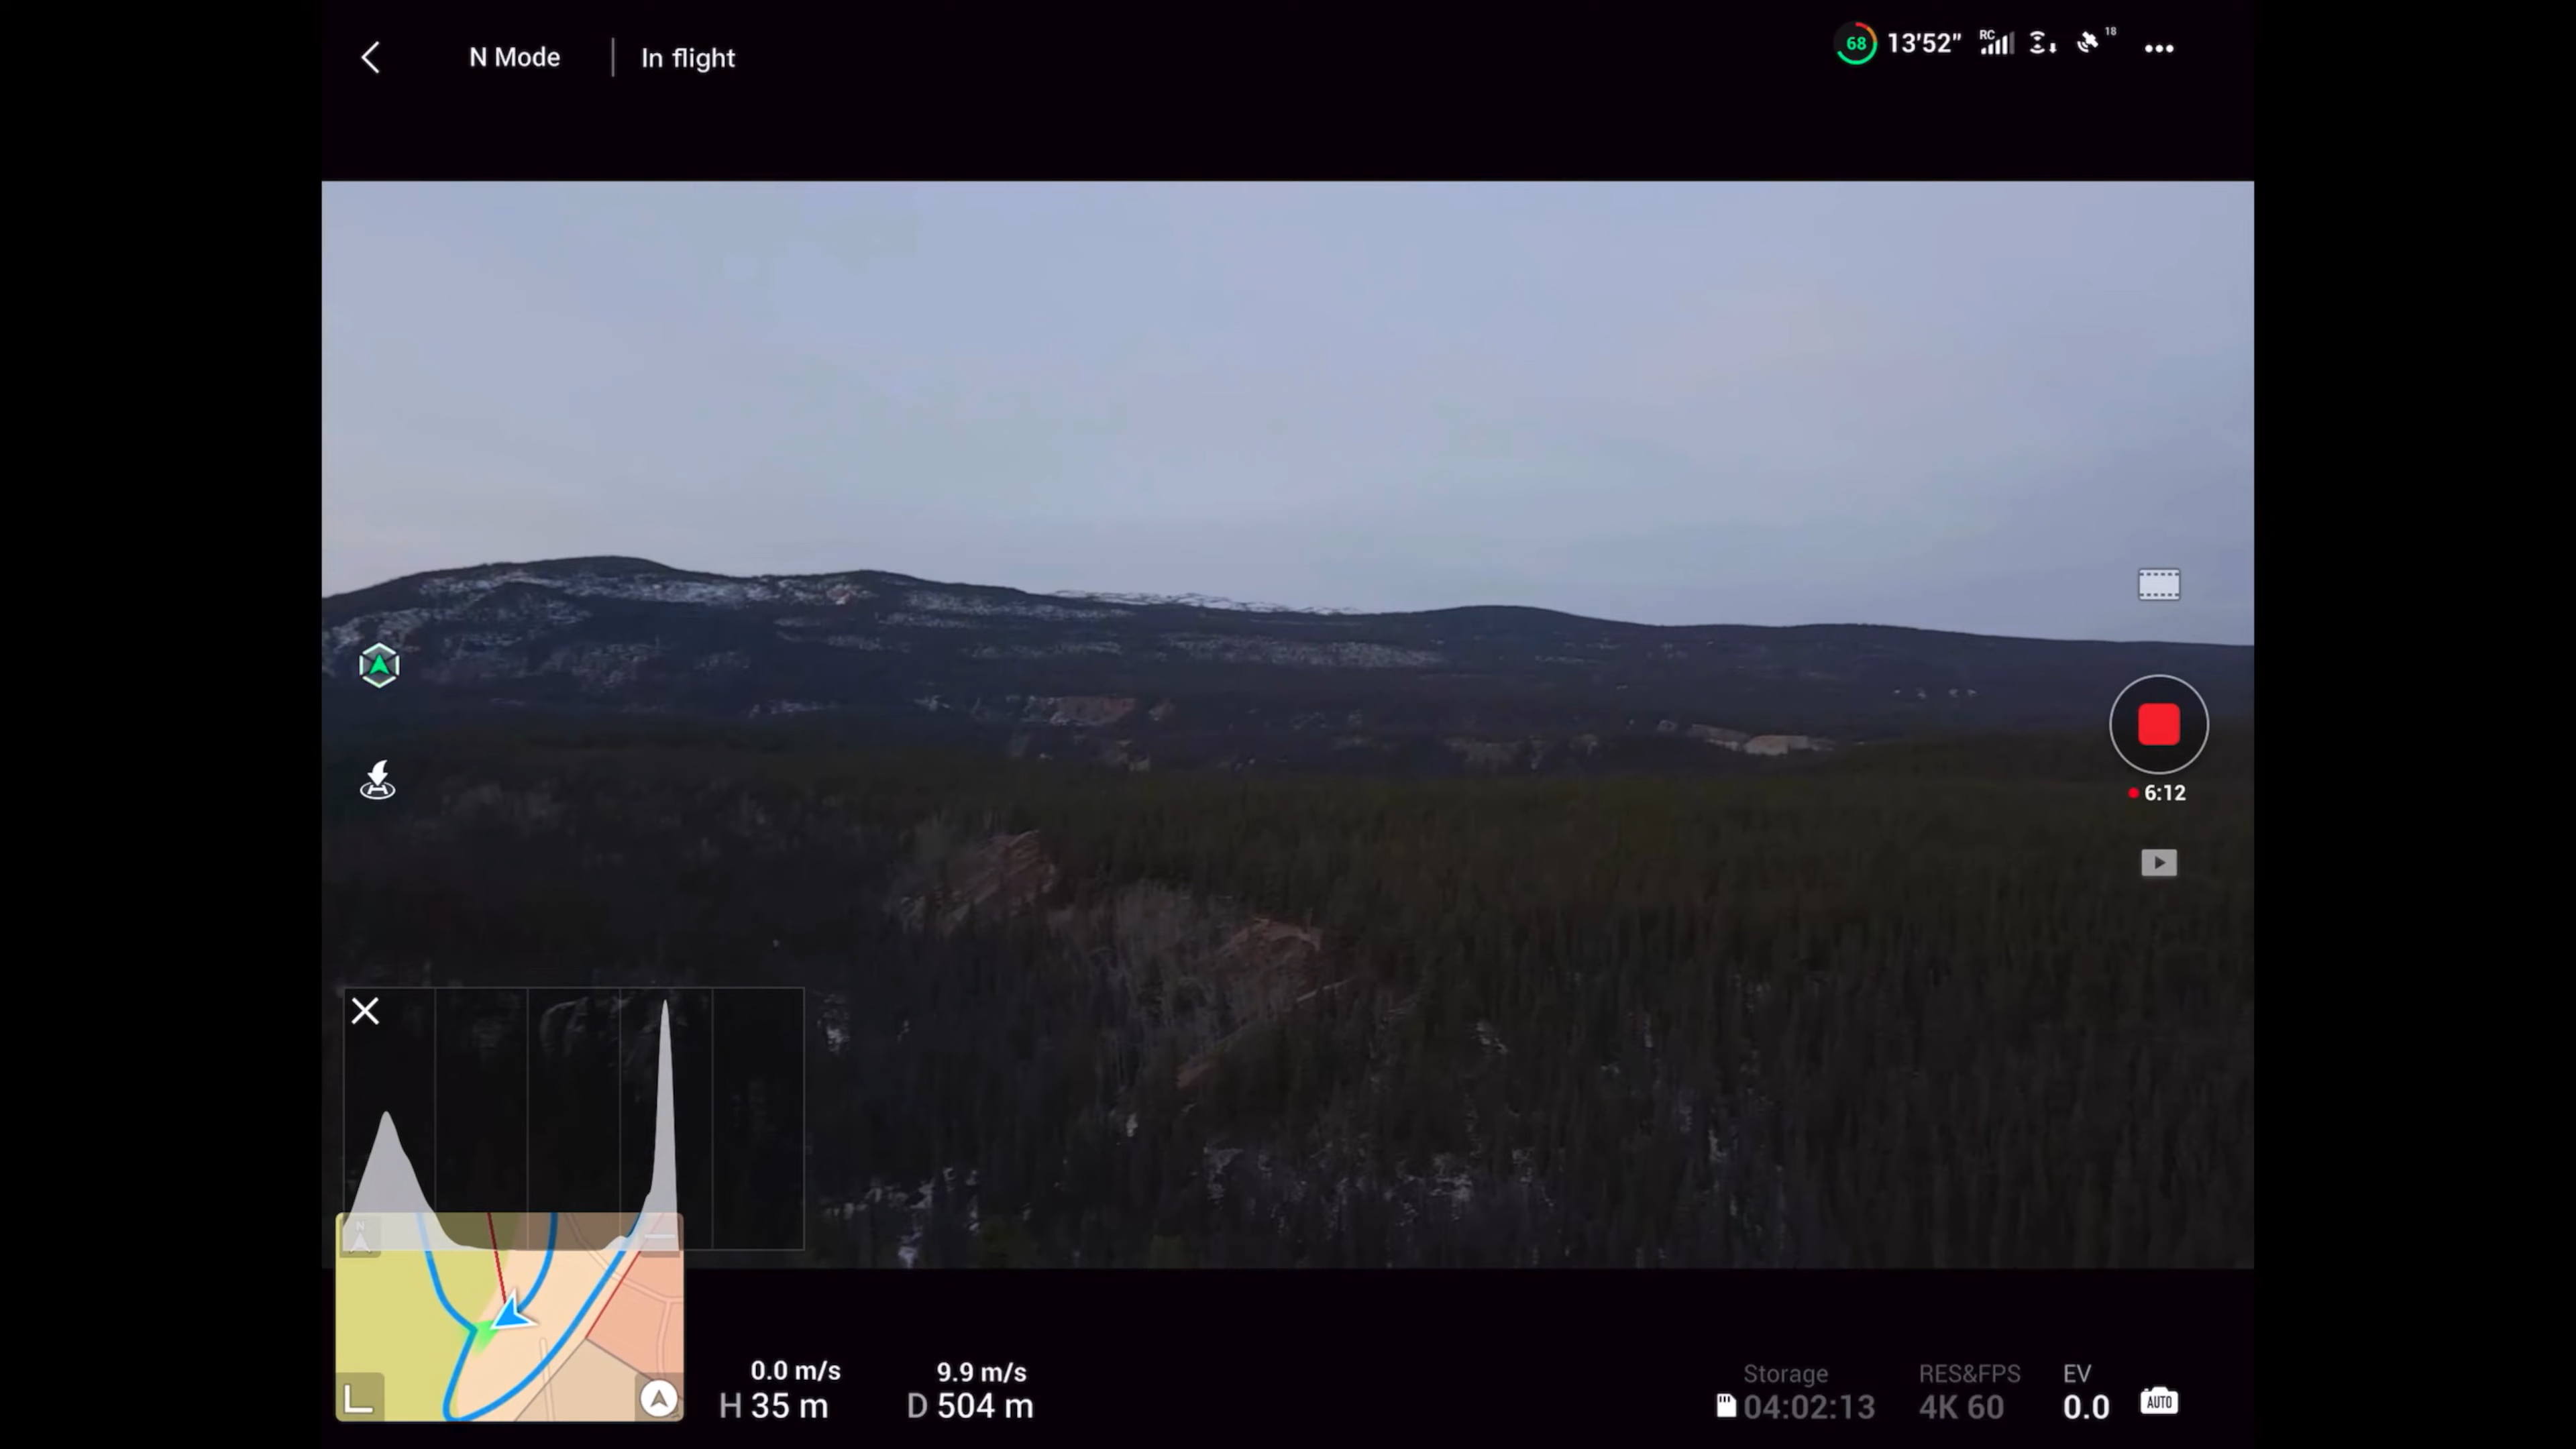 N Mode
In flight
68
13'52"
RC
18
6:12
N
0.0 m/s
H 35 m
9.9 m/s
D 504 m
Storage
04:02:13
RES&FPS
4K 60
EV
0.0
AUTO